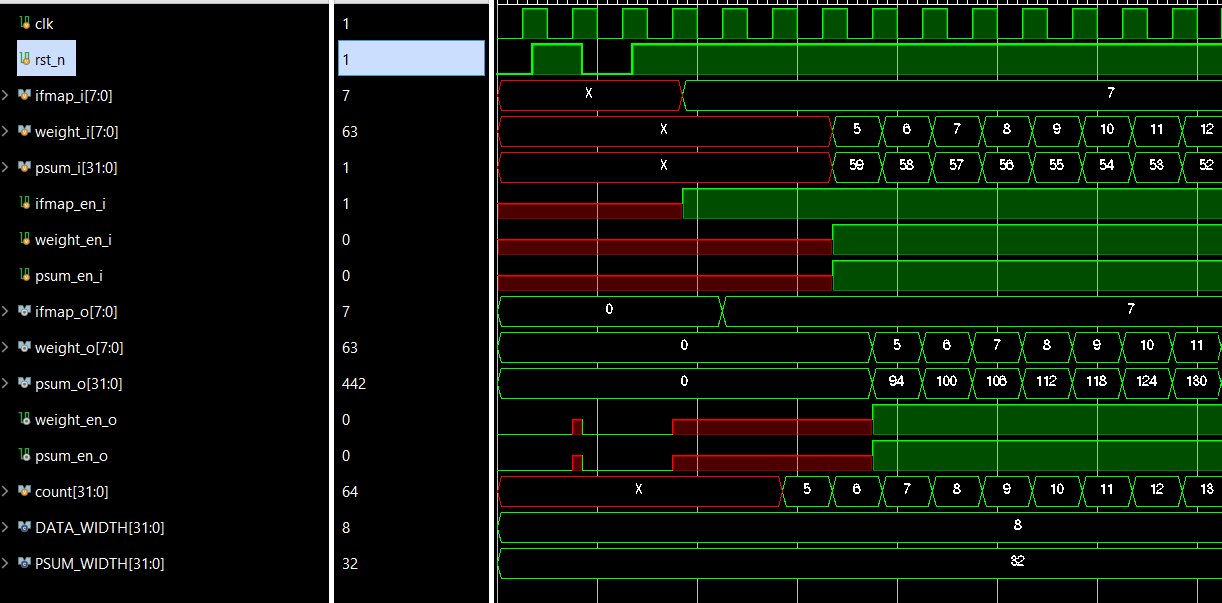 clk 1
rst_n 1
ifmap_i[7:0] 7 X 7
weight_i[7:0] 63 X 5 6 7 8 9 10 11 12
psum_i[31:0] 1 X 59 58 57 56 55 54 53 52
ifmap_en_i 1
weight_en_i 0
psum_en_i 0
ifmap_o[7:0] 7 0 7
weight_o[7:0] 63 0 5 6 7 8 9 10 11
psum_o[31:0] 442 0 94 100 106 112 118 124 130
weight_en_o 0
psum_en_o 0
count[31:0] 64 X 5 6 7 8 9 10 11 12 13
DATA_WIDTH[31:0] 8 8
PSUM_WIDTH[31:0] 32 32